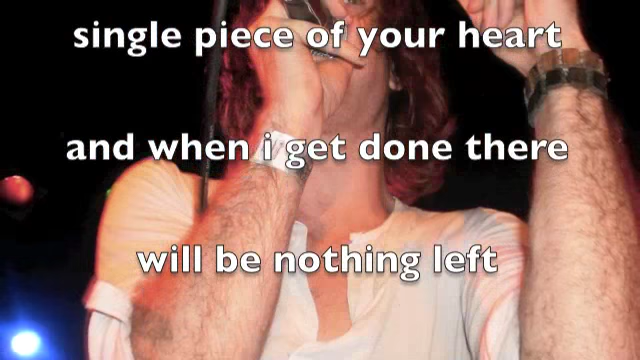 single piece of your heart
and when i get done there
will be nothing left